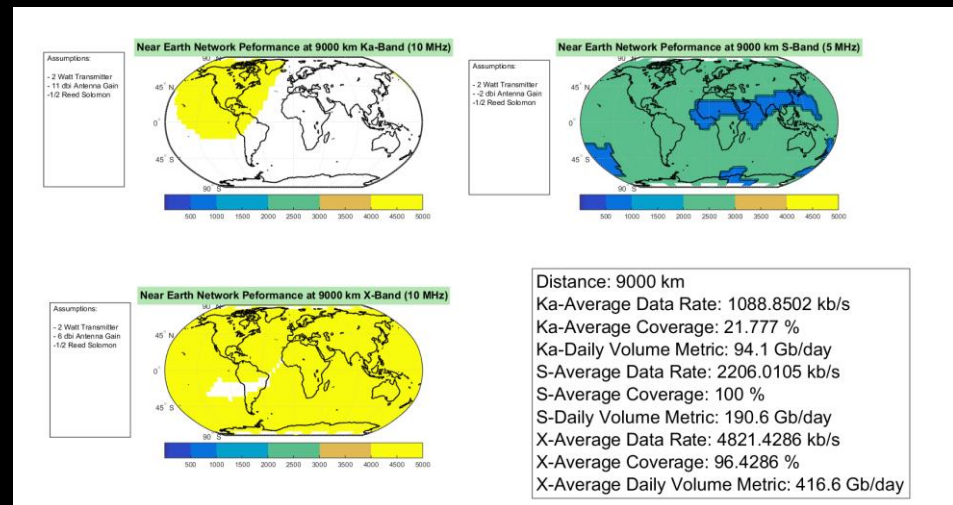 Near Earth Network Peformance at 9000 km Ka-Band (10 MHz)
Assumptions:
- 2 Watt Transmitter
- 11 dbi Antenna Gain
-1/2 Reed Solomon
90 N
45° N
0°
45° S
90 S
500 1000 1500 2000 2500 3000 3500 4000 4500 5000
Near Earth Network Peformance at 9000 km S-Band (5 MHz)
Assumptions:
- 2 Watt Transmitter
- -2 dbi Antenna Gain
-1/2 Reed Solomon
90 N
45° N
0°
45° S
90° S
500 1000 1500 2000 2500 3000 3500 4000 4500 5000
Near Earth Network Peformance at 9000 km X-Band (10 MHz)
Assumptions:
- 2 Watt Transmitter
- 6 dbi Antenna Gain
-1/2 Reed Solomon
90 N
45° N
0°
45° S
90° S
500 1000 1500 2000 2500 3000 3500 4000 4500 5000
Distance: 9000 km
Ka-Average Data Rate: 1088.8502 kb/s
Ka-Average Coverage: 21.777 %
Ka-Daily Volume Metric: 94.1 Gb/day
S-Average Data Rate: 2206.0105 kb/s
S-Average Coverage: 100 %
S-Daily Volume Metric: 190.6 Gb/day
X-Average Data Rate: 4821.4286 kb/s
X-Average Coverage: 96.4286 %
X-Average Daily Volume Metric: 416.6 Gb/day